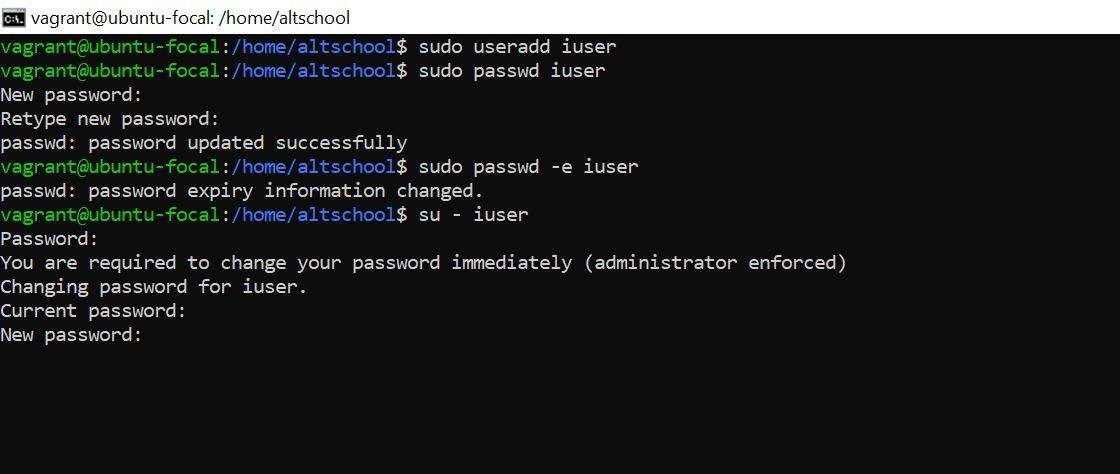 vagrant@ubuntu-focal: /home/altschool
vagrant@ubuntu-focal:/home/altschool$ sudo useradd iuser
vagrant@ubuntu-focal:/home/altschool$ sudo passwd iuser
New password:
Retype new password:
passwd: password updated successfully
vagrant@ubuntu-focal:/home/altschool$ sudo passwd -e iuser
passwd: password expiry information changed.
vagrant@ubuntu-focal:/home/altschool$ su - iuser
Password:
You are required to change your password immediately (administrator enforced)
Changing password for iuser.
Current password:
New password: